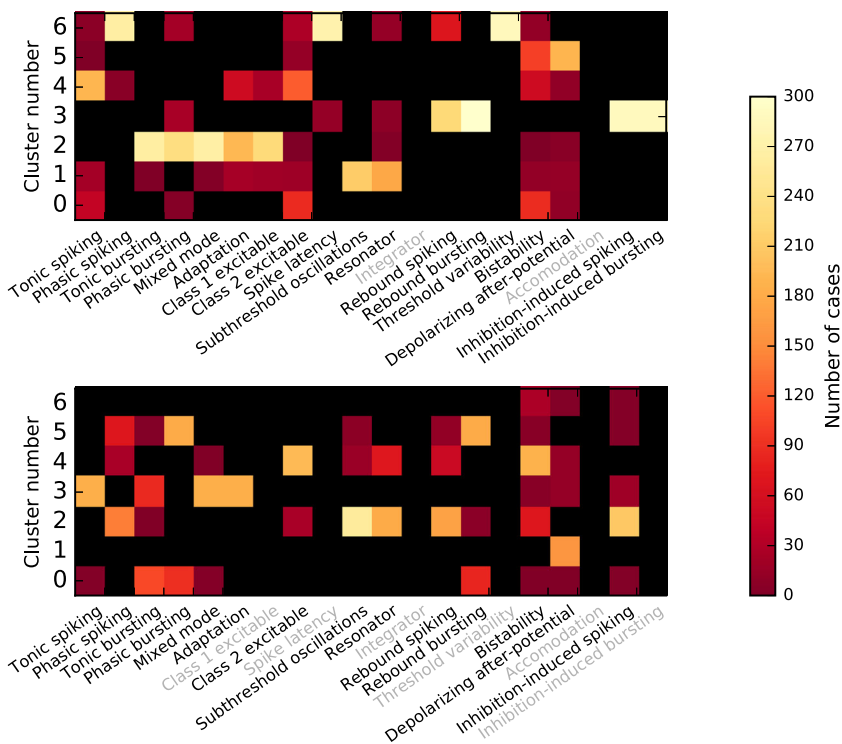 Cluster number
6
5
4
3
2
1
0
Tonic spiking
Phasic spiking
Tonic bursting
Phasic bursting
Mixed mode
Adaptation
Class 1 excitable
Class 2 excitable
Spike latency
Subthreshold oscillations
Resonator
Integrator
Rebound spiking
Rebound bursting
Threshold variability
Bistability
Depolarizing after-potential
Accomodation
Inhibition-induced spiking
Inhibition-induced bursting
Cluster number
6
5
4
3
2
1
0
Tonic spiking
Phasic spiking
Tonic bursting
Phasic bursting
Mixed mode
Adaptation
Class 1 excitable
Class 2 excitable
Spike latency
Subthreshold oscillations
Resonator
Integrator
Rebound spiking
Rebound bursting
Threshold variability
Bistability
Depolarizing after-potential
Accomodation
Inhibition-induced spiking
Inhibition-induced bursting
300
270
240
210
180
150
120
90
60
30
0
Number of cases